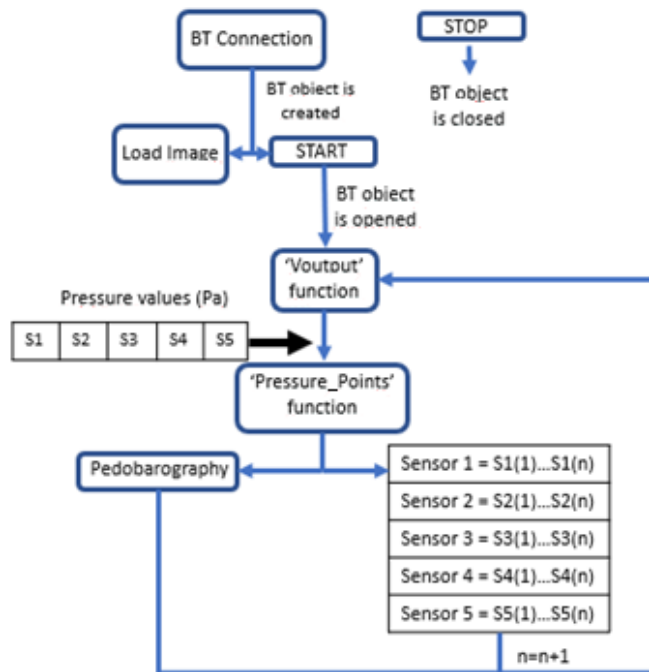 BT Connection
STOP
BT object is
created
BT object
is closed
Load Image
START
BT object
is opened
‘Voutput’
function
Pressure values (Pa)
S1 S2 S3 S4 S5
‘Pressure_Points’
function
Pedobarography
Sensor 1 = S1(1)...S1(n)
Sensor 2 = S2(1)...S2(n)
Sensor 3 = S3(1)...S3(n)
Sensor 4 = S4(1)...S4(n)
Sensor 5 = S5(1)...S5(n)
n=n+1